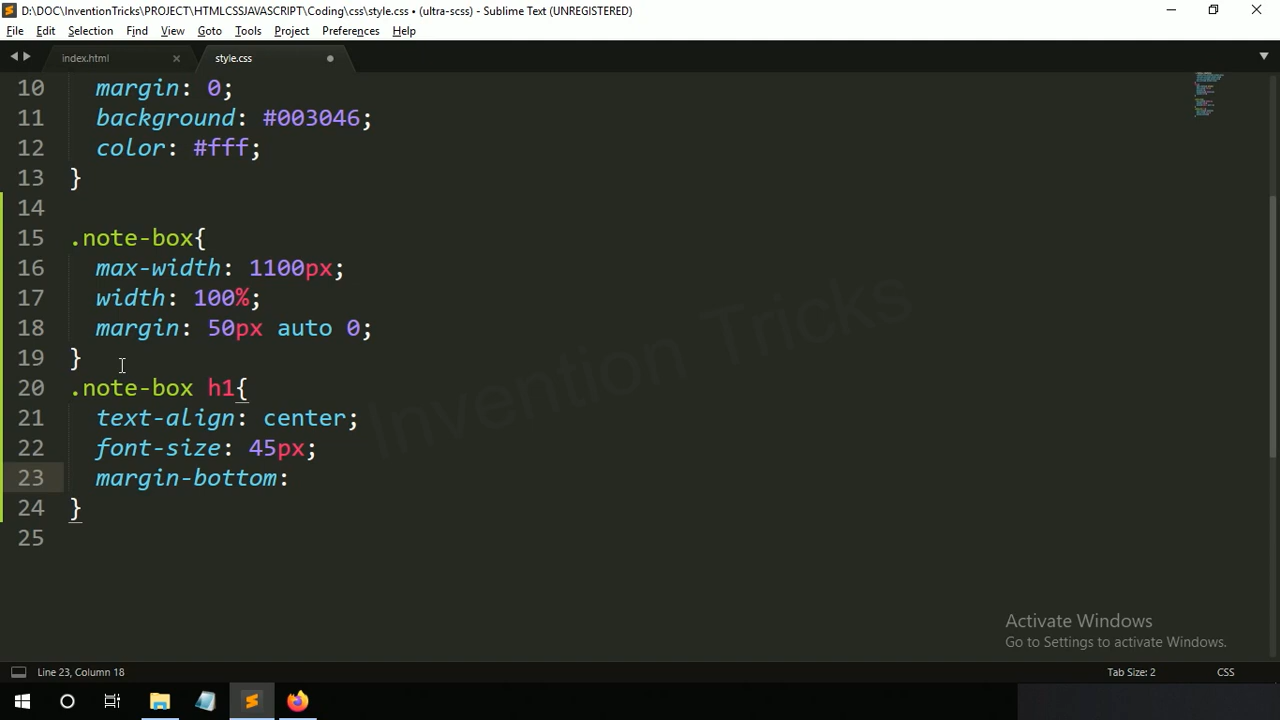 D:\DOC\InventionTricks\PROJECT\HTMLCSSJAVASCRIPT\Coding\css\style.css • (ultra-scss) - Sublime Text (UNREGISTERED)
File Edit Selection Find View Goto Tools Project Preferences Help
index.html style.css
10 margin: 0;
11 background: #003046;
12 color: #fff;
13 }
14
15 .note-box{
16 max-width: 1100px;
17 width: 100%;
18 margin: 50px auto 0;
19 }
20 .note-box h1{
21 text-align: center;
22 font-size: 45px;
23 margin-bottom:
24 }
25
Invention Tricks
Activate Windows
Go to Settings to activate Windows.
Line 23, Column 18 Tab Size: 2 CSS